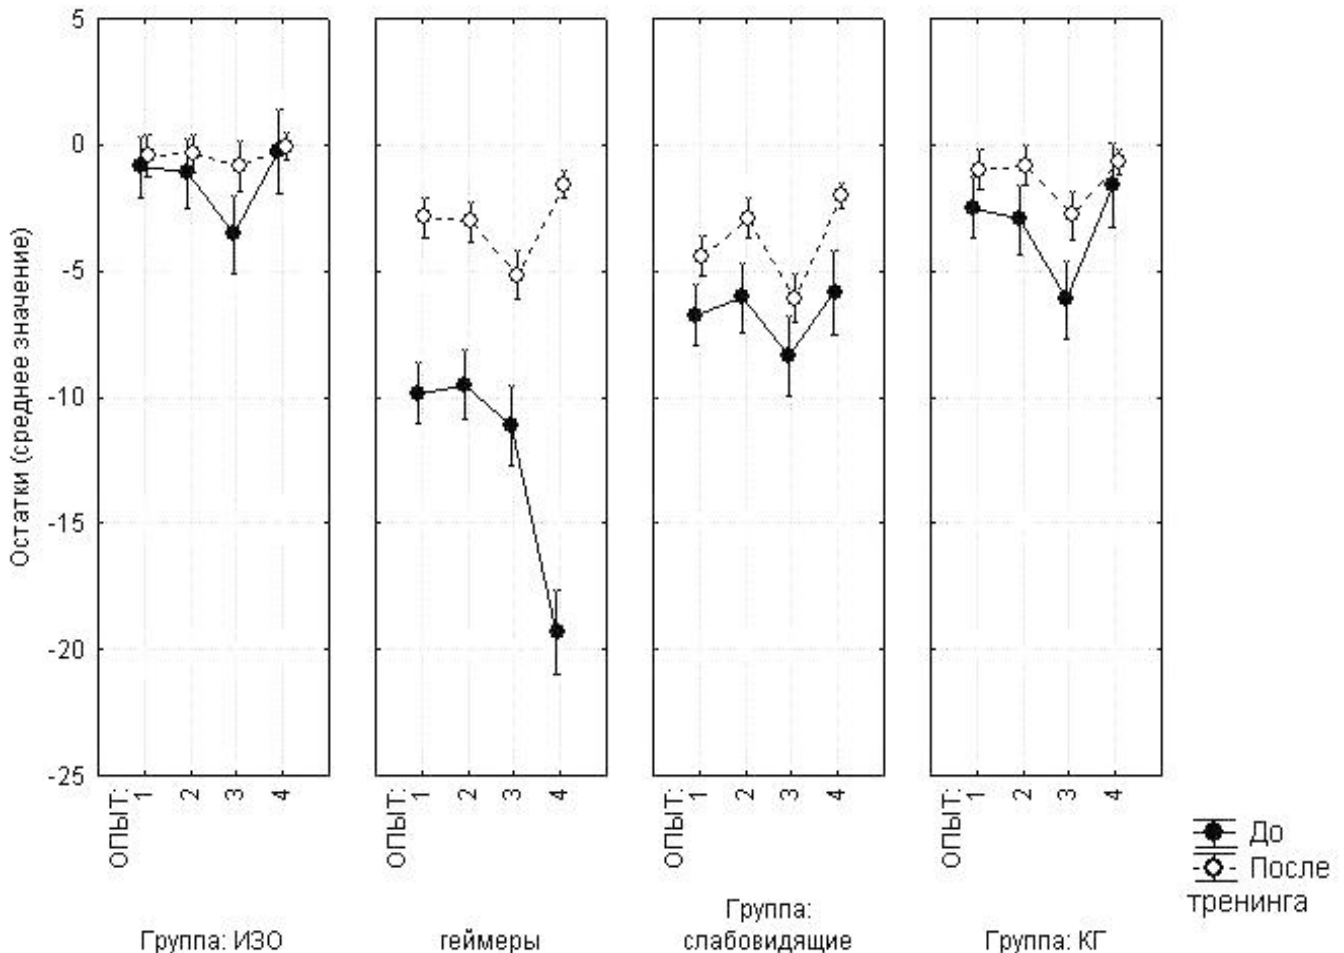 Остатки (среднее значение)
5
0
-5
-10
-15
-20
-25
ОПЫТ: 1 2 3 4
ОПЫТ: 1 2 3 4
ОПЫТ: 1 2 3 4
ОПЫТ: 1 2 3 4
Группа: ИЗО
геймеры
Группа:
слабовидящие
Группа: КГ
До
После
тренинга